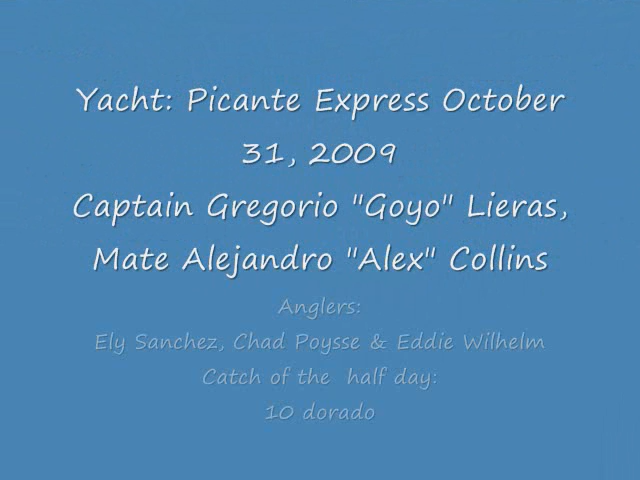 Yacht: Picante Express October
31, 2009
Captain Gregorio "Goyo" Lieras,
Mate Alejandro "Alex" Collins
Anglers:
Ely Sanchez, Chad Poysse & Eddie Wilhelm
Catch of the  half day:
10 dorado